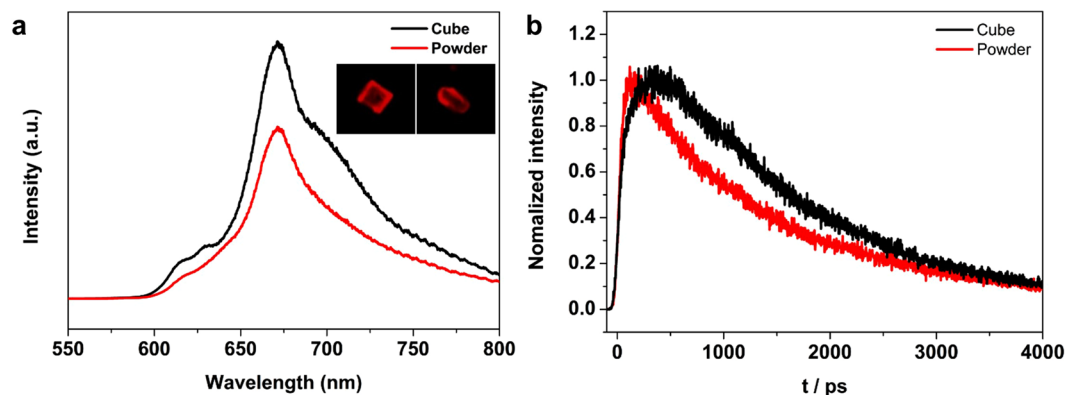 a
Cube
Powder
Intensity (a.u.)
550 600 650 700 750 800
Wavelength (nm)
b
Cube
Powder
Nomalized intensity
1.2
1.0
0.8
0.6
0.4
0.2
0.0
0 1000 2000 3000 4000
t / ps